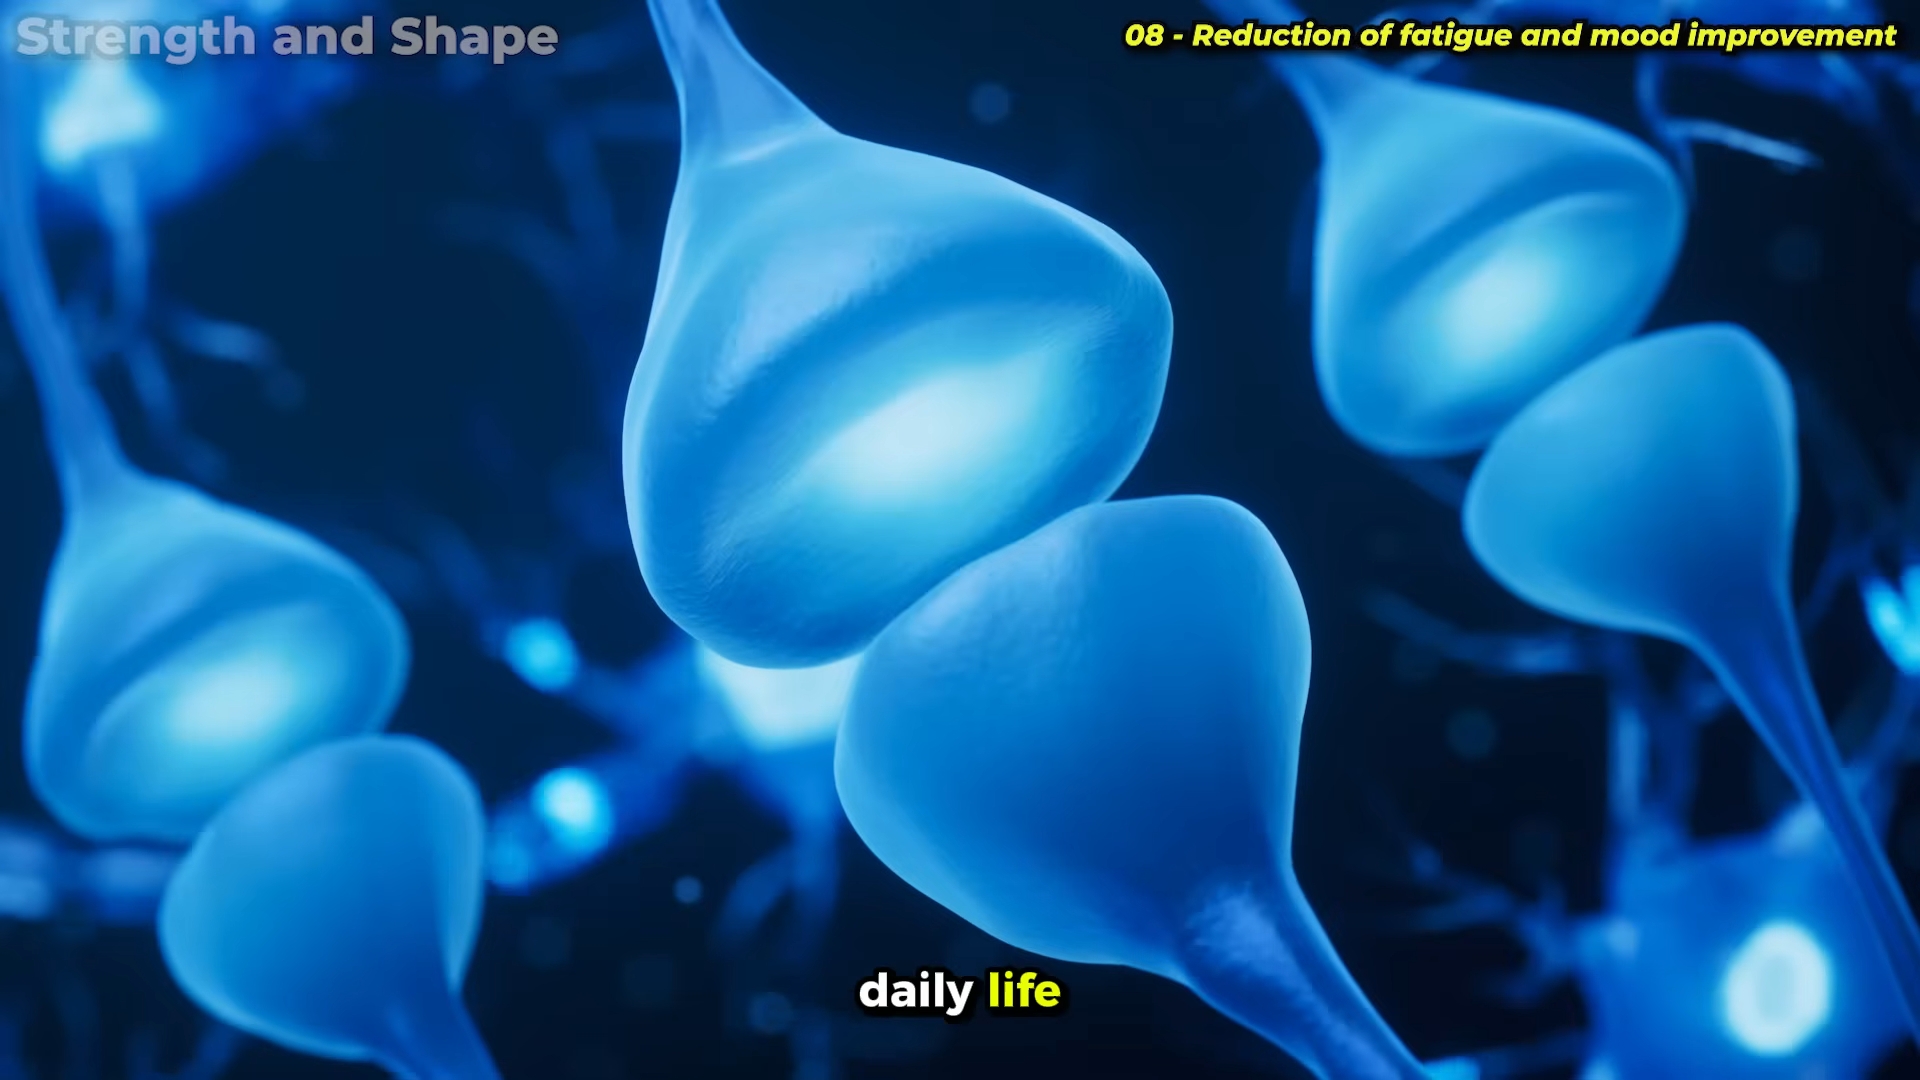 Strength and Shape
08 - Reduction of fatigue and mood improvement
daily life